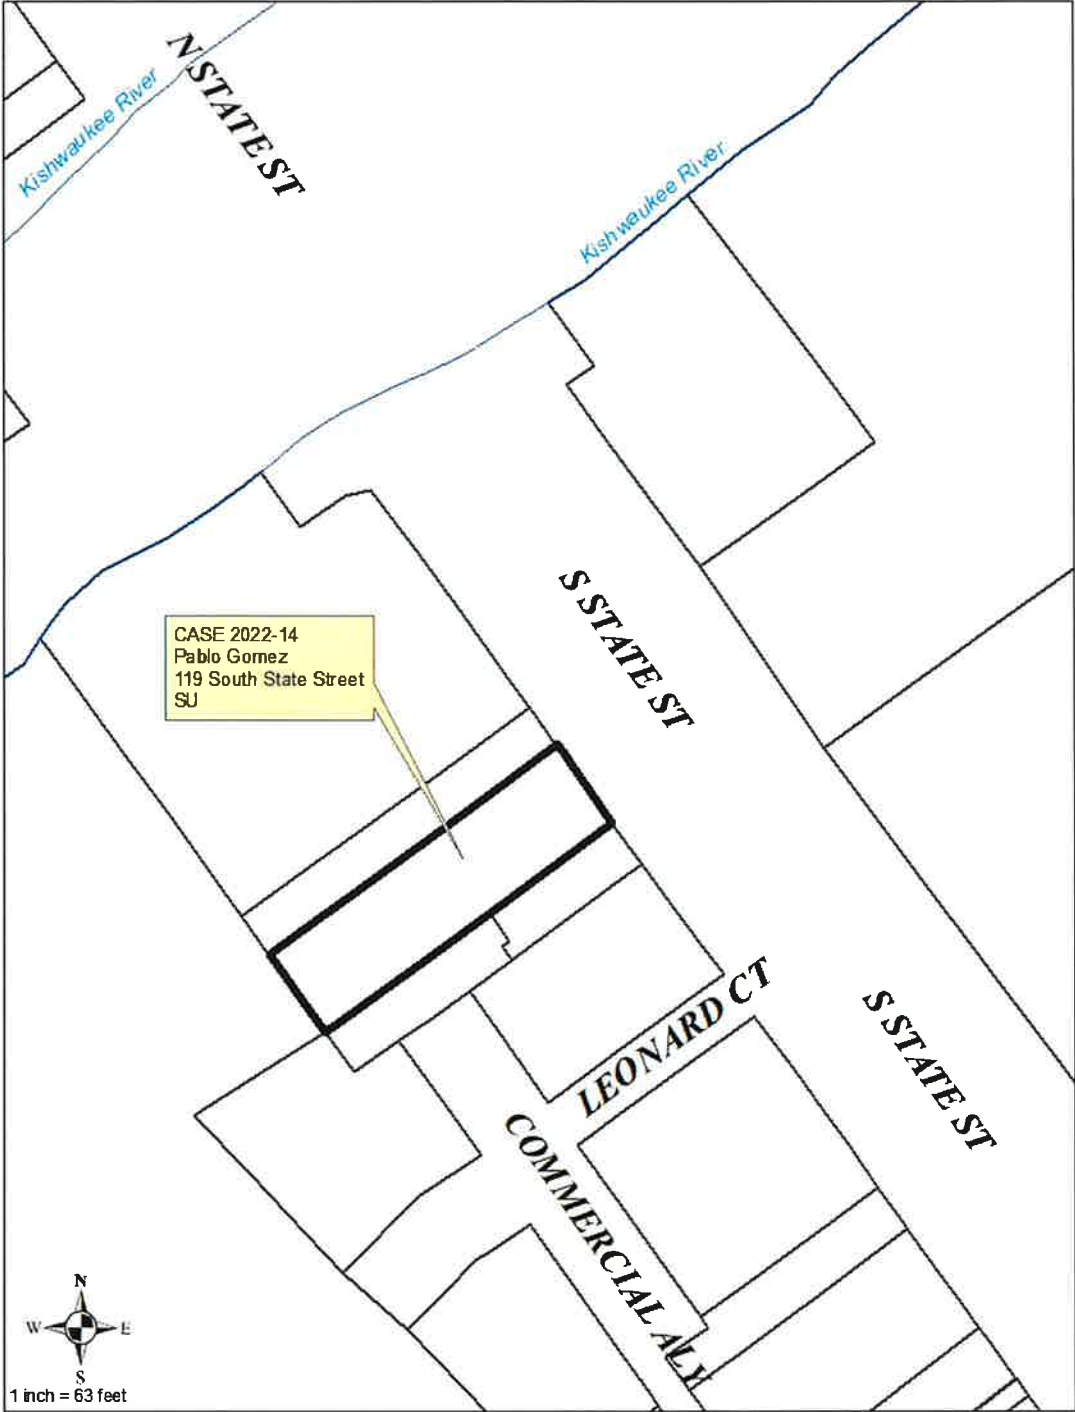 N STATE ST
Kishwaukee River
Kishwaukee River
S STATE ST
CASE 2022-14
Pablo Gomez
119 South State Street
SU
LEONARD CT
S STATE ST
COMMERCIAL ALY
N
W E
S
1 inch = 63 feet